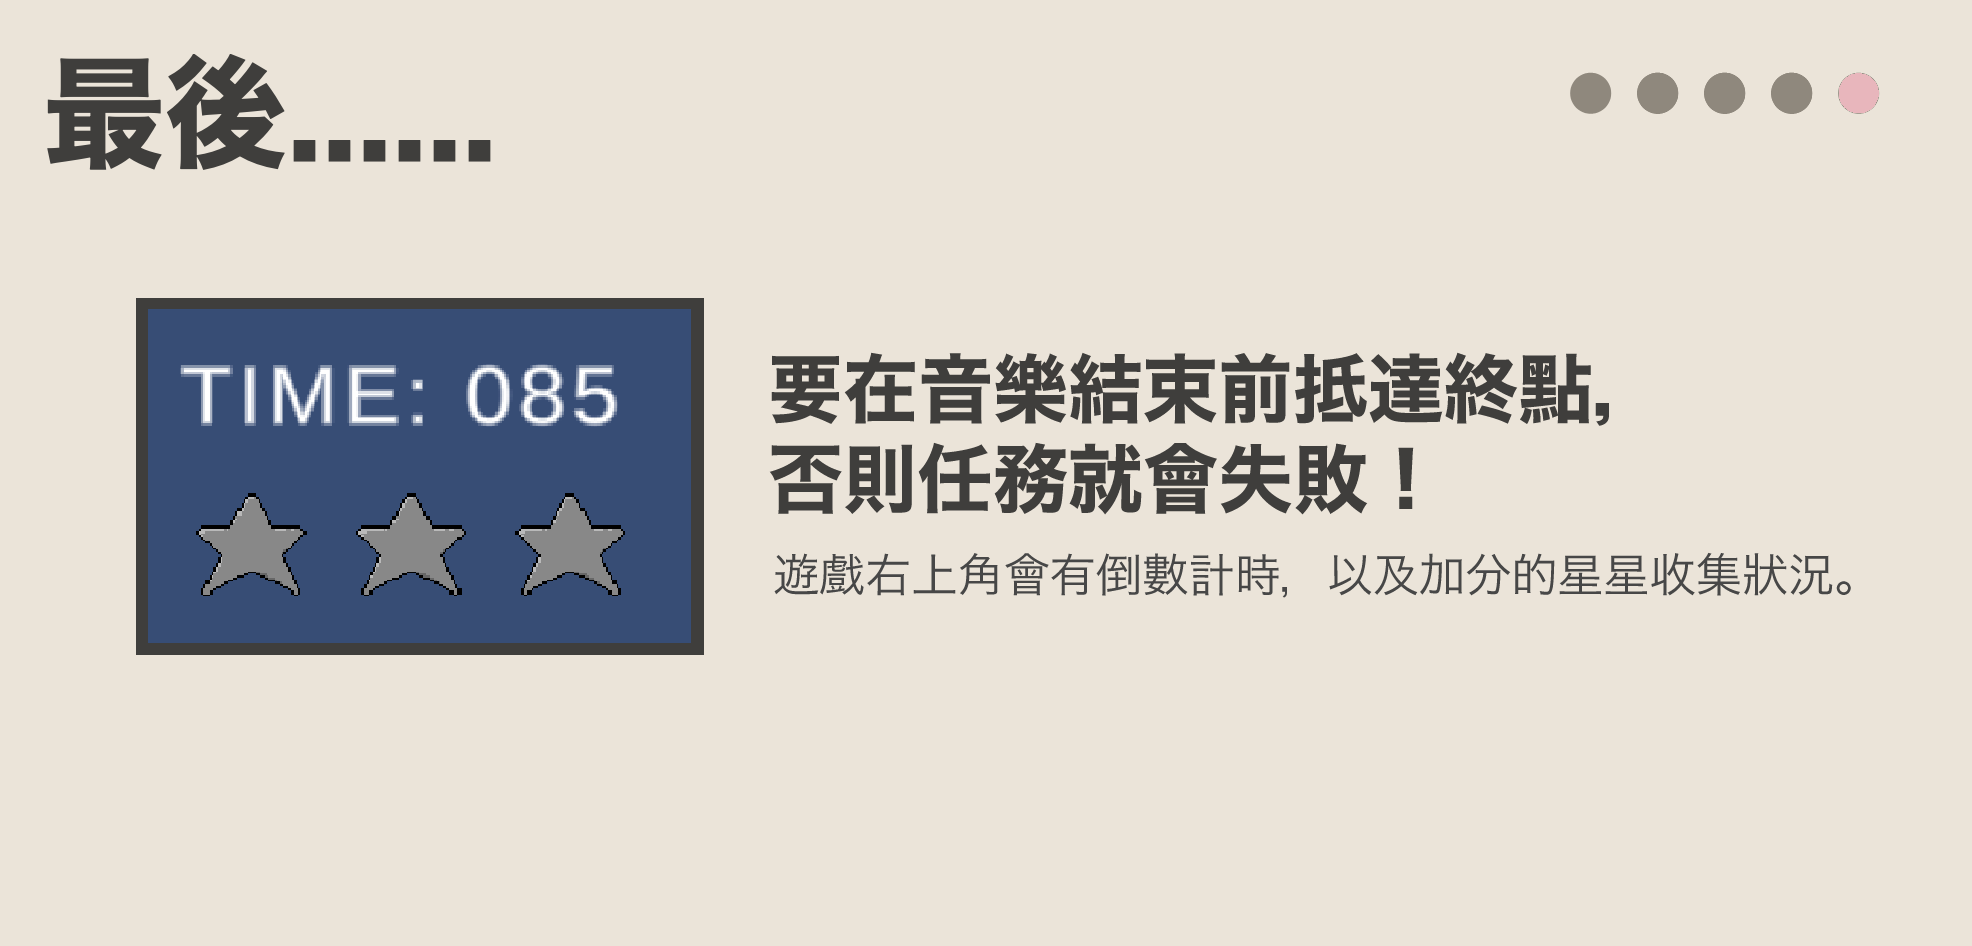 最後......
TIME: 085
要在音樂結束前抵達終點,
否則任務就會失敗！
遊戲右上角會有倒數計時, 以及加分的星星收集狀況。